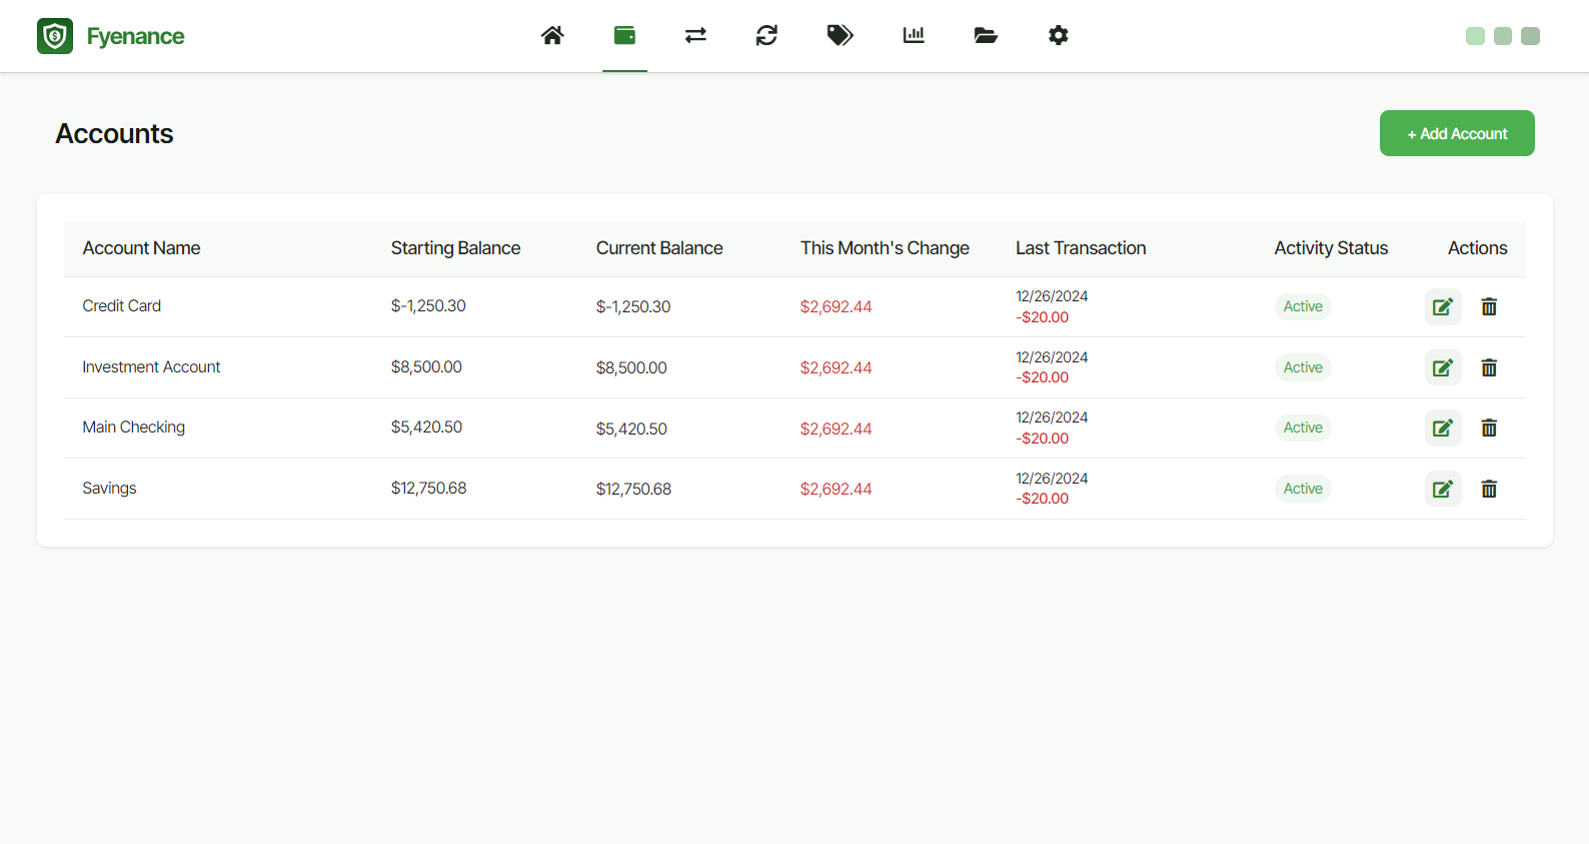 Fyenance
Accounts
+ Add Account
Account Name Starting Balance Current Balance This Month's Change Last Transaction Activity Status Actions
Credit Card $-1,250.30 $-1,250.30 $2,692.44 12/26/2024 Active
-$20.00
Investment Account $8,500.00 $8,500.00 $2,692.44 12/26/2024 Active
-$20.00
Main Checking $5,420.50 $5,420.50 $2,692.44 12/26/2024 Active
-$20.00
Savings $12,750.68 $12,750.68 $2,692.44 12/26/2024 Active
-$20.00